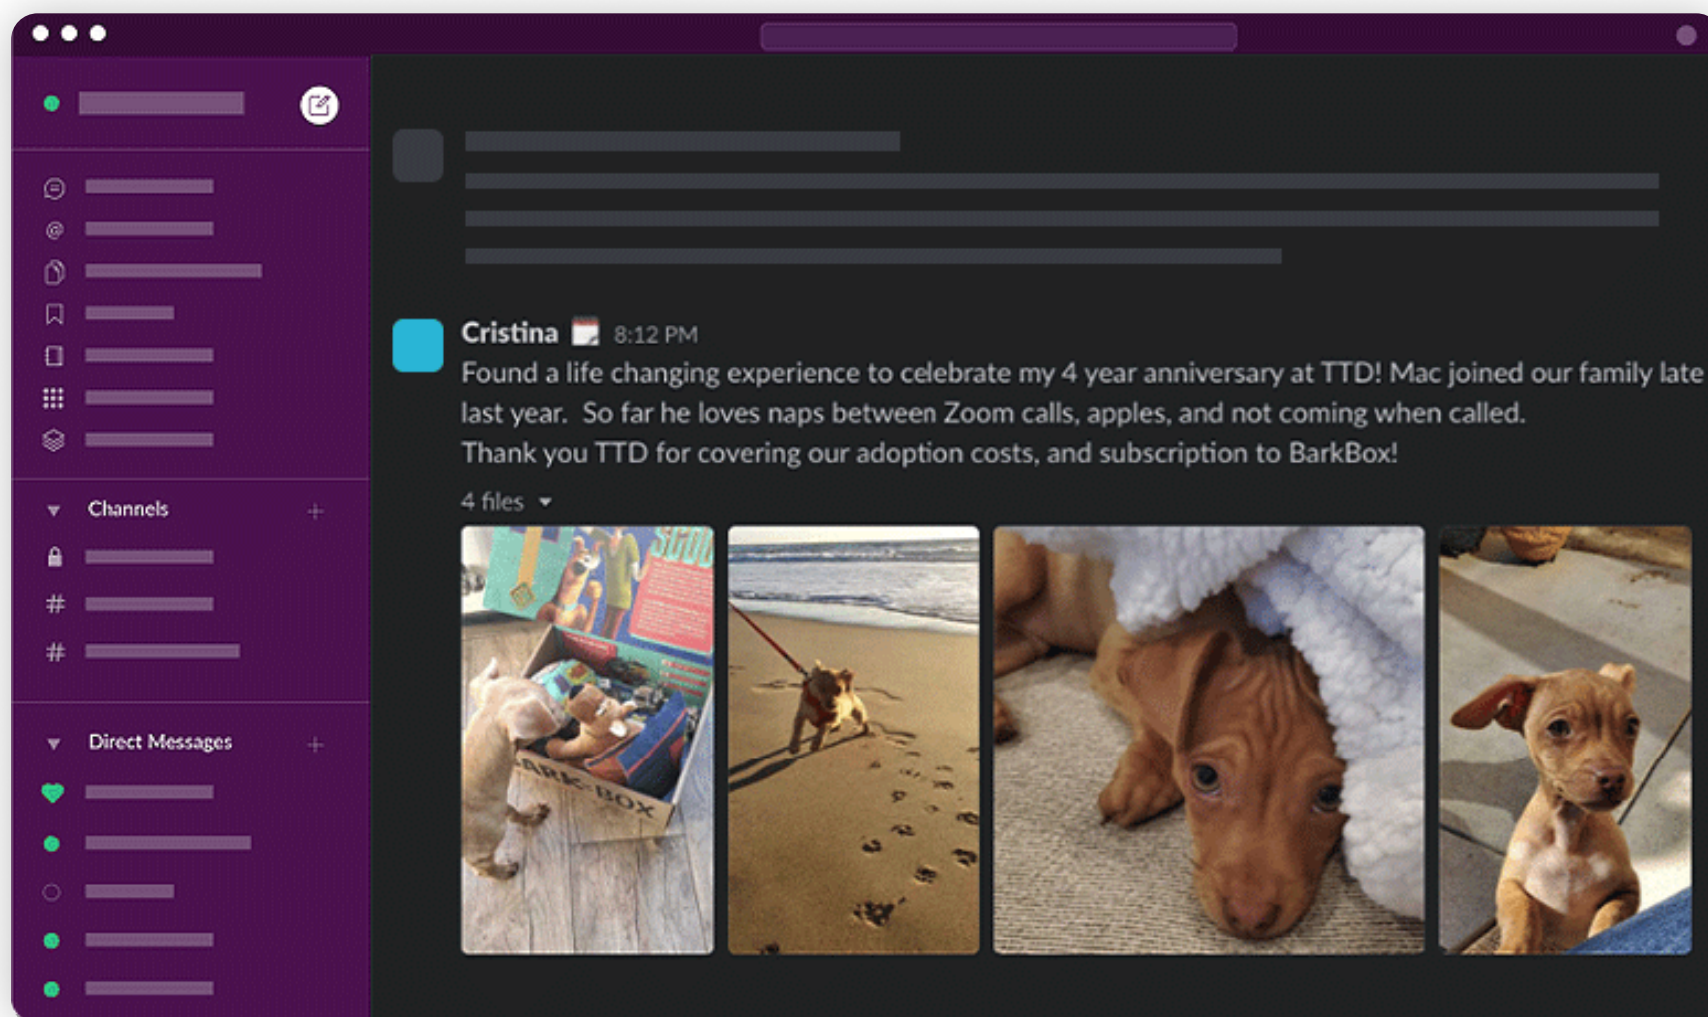 Cristina 8:12 PM
Found a life changing experience to celebrate my 4 year anniversary at TTD! Mac joined our family late
last year.  So far he loves naps between Zoom calls, apples, and not coming when called.
Thank you TTD for covering our adoption costs, and subscription to BarkBox!
4 files
Channels
Direct Messages
SCOO
BARK-BOX